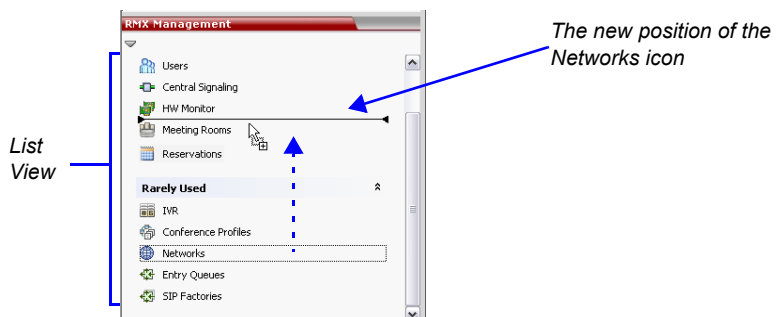 RMX Management
The new position of the
Networks icon
Users
Central Signaling
HW Monitor
Meeting Rooms
Reservations
List
View
Rarely Used
IVR
Conference Profiles
Networks
Entry Queues
SIP Factories